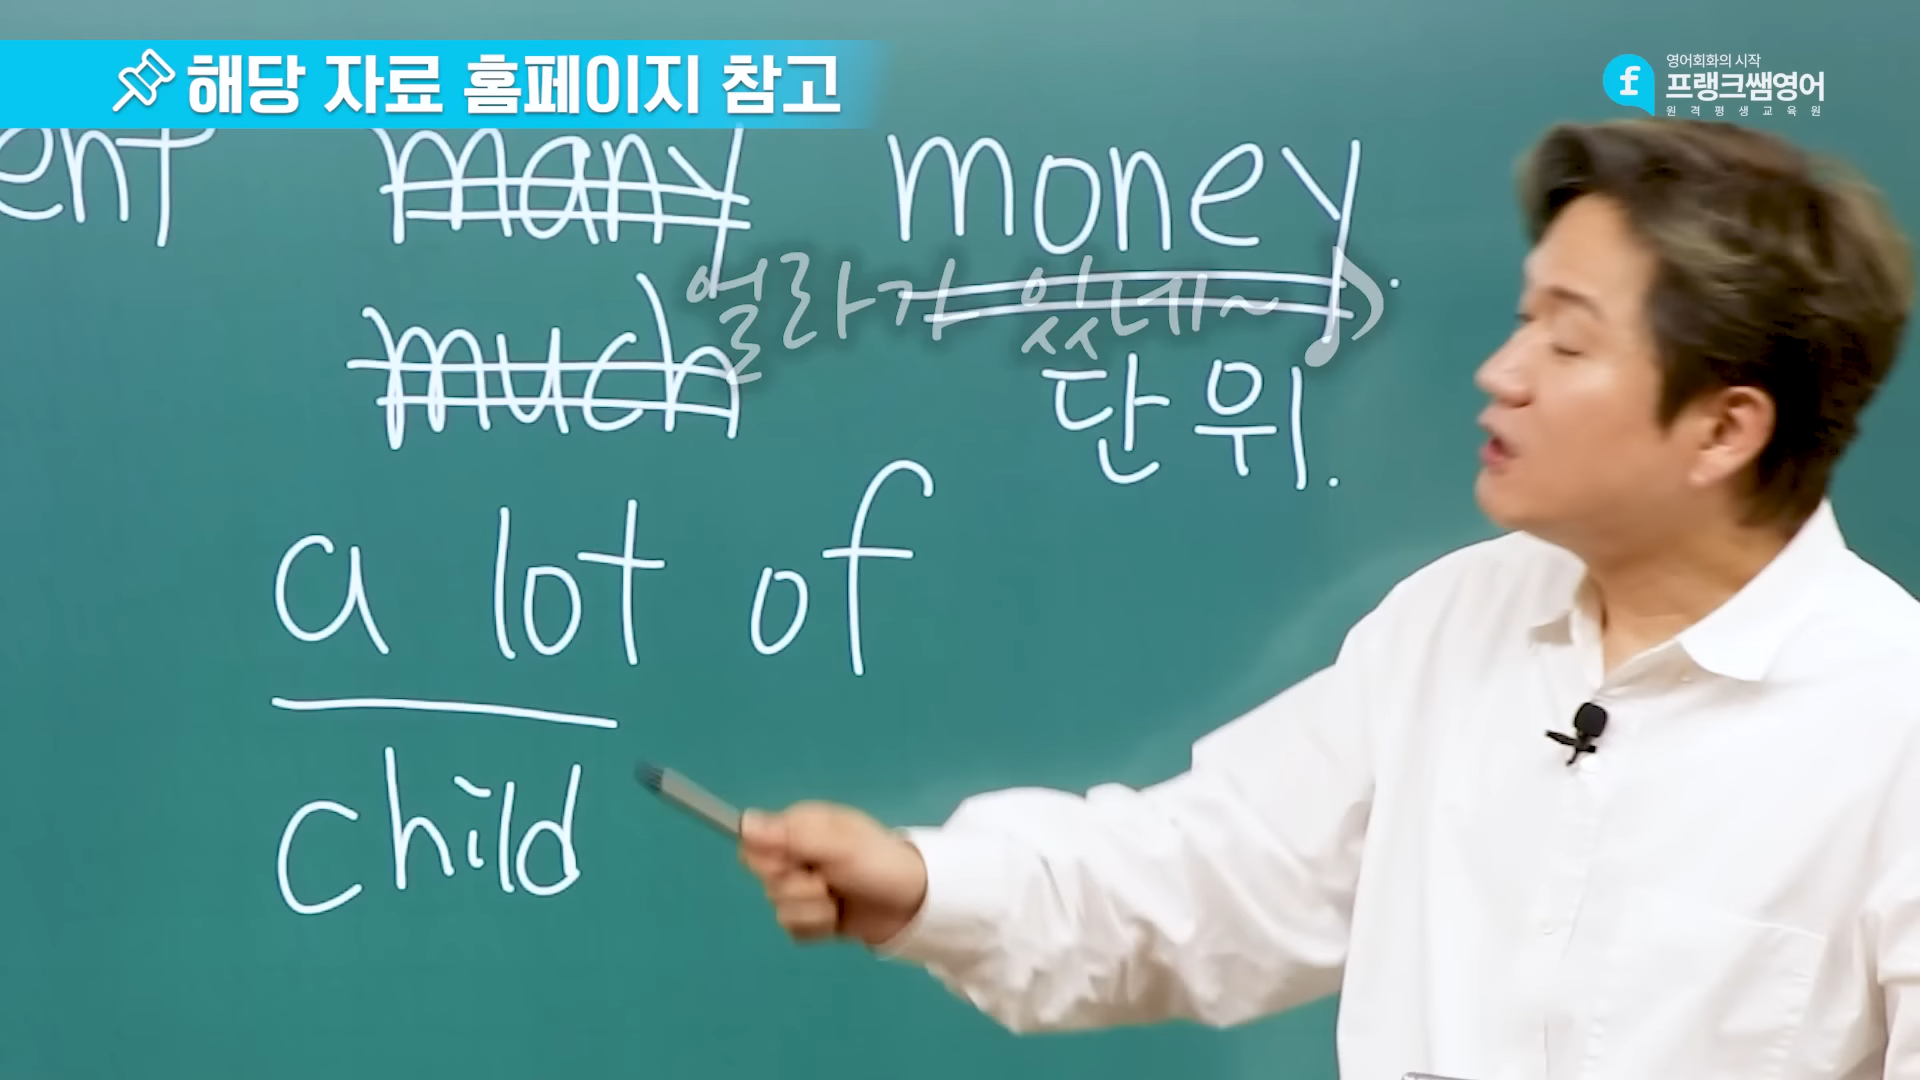 해당 자료 홈페이지 참고
영어회화의 시작
프랭크쌤영어
원격평생교육원
ent many money
얼라가 있네~♪
much
단위.
a lot of
child